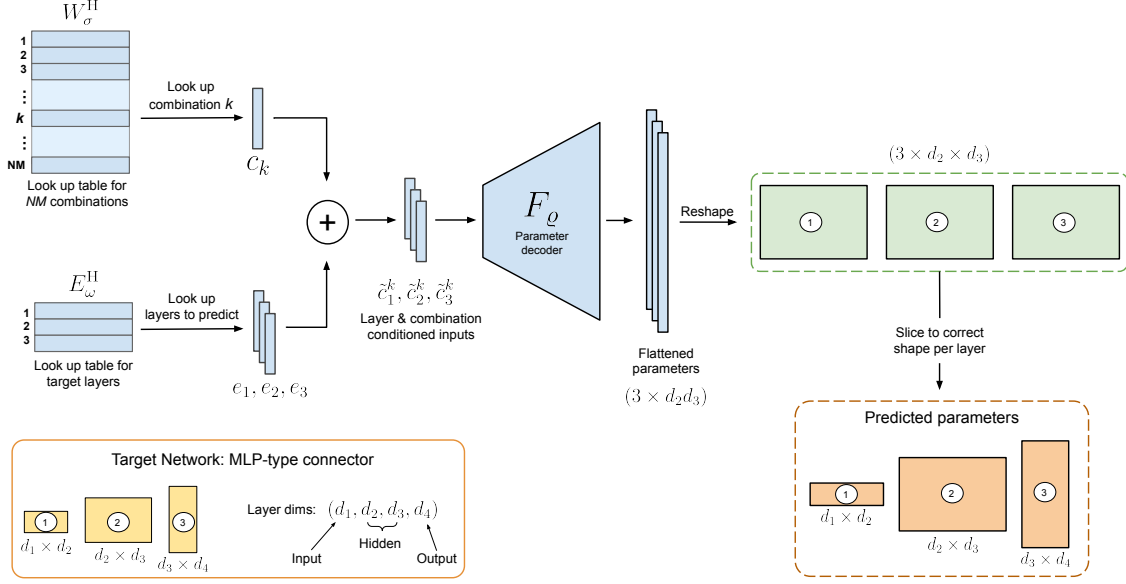 W_σ^H
1
2
3
⋮
k
⋮
NM
Look up table for
NM combinations
Look up
combination k
c_k
E_ω^H
1
2
3
Look up table for
target layers
Look up
layers to predict
e_1, e_2, e_3
+
c̃_1^k, c̃_2^k, c̃_3^k
Layer & combination
conditioned inputs
F_ϱ
Parameter
decoder
Flattened
parameters
(3 × d_2d_3)
Reshape
(3 × d_2 × d_3)
1
2
3
Slice to correct
shape per layer
Predicted parameters
1
2
3
d_1 × d_2
d_2 × d_3
d_3 × d_4
Target Network: MLP-type connector
1
2
3
d_1 × d_2
d_2 × d_3
d_3 × d_4
Layer dims: (d_1, d_2, d_3, d_4)
Input
Hidden
Output